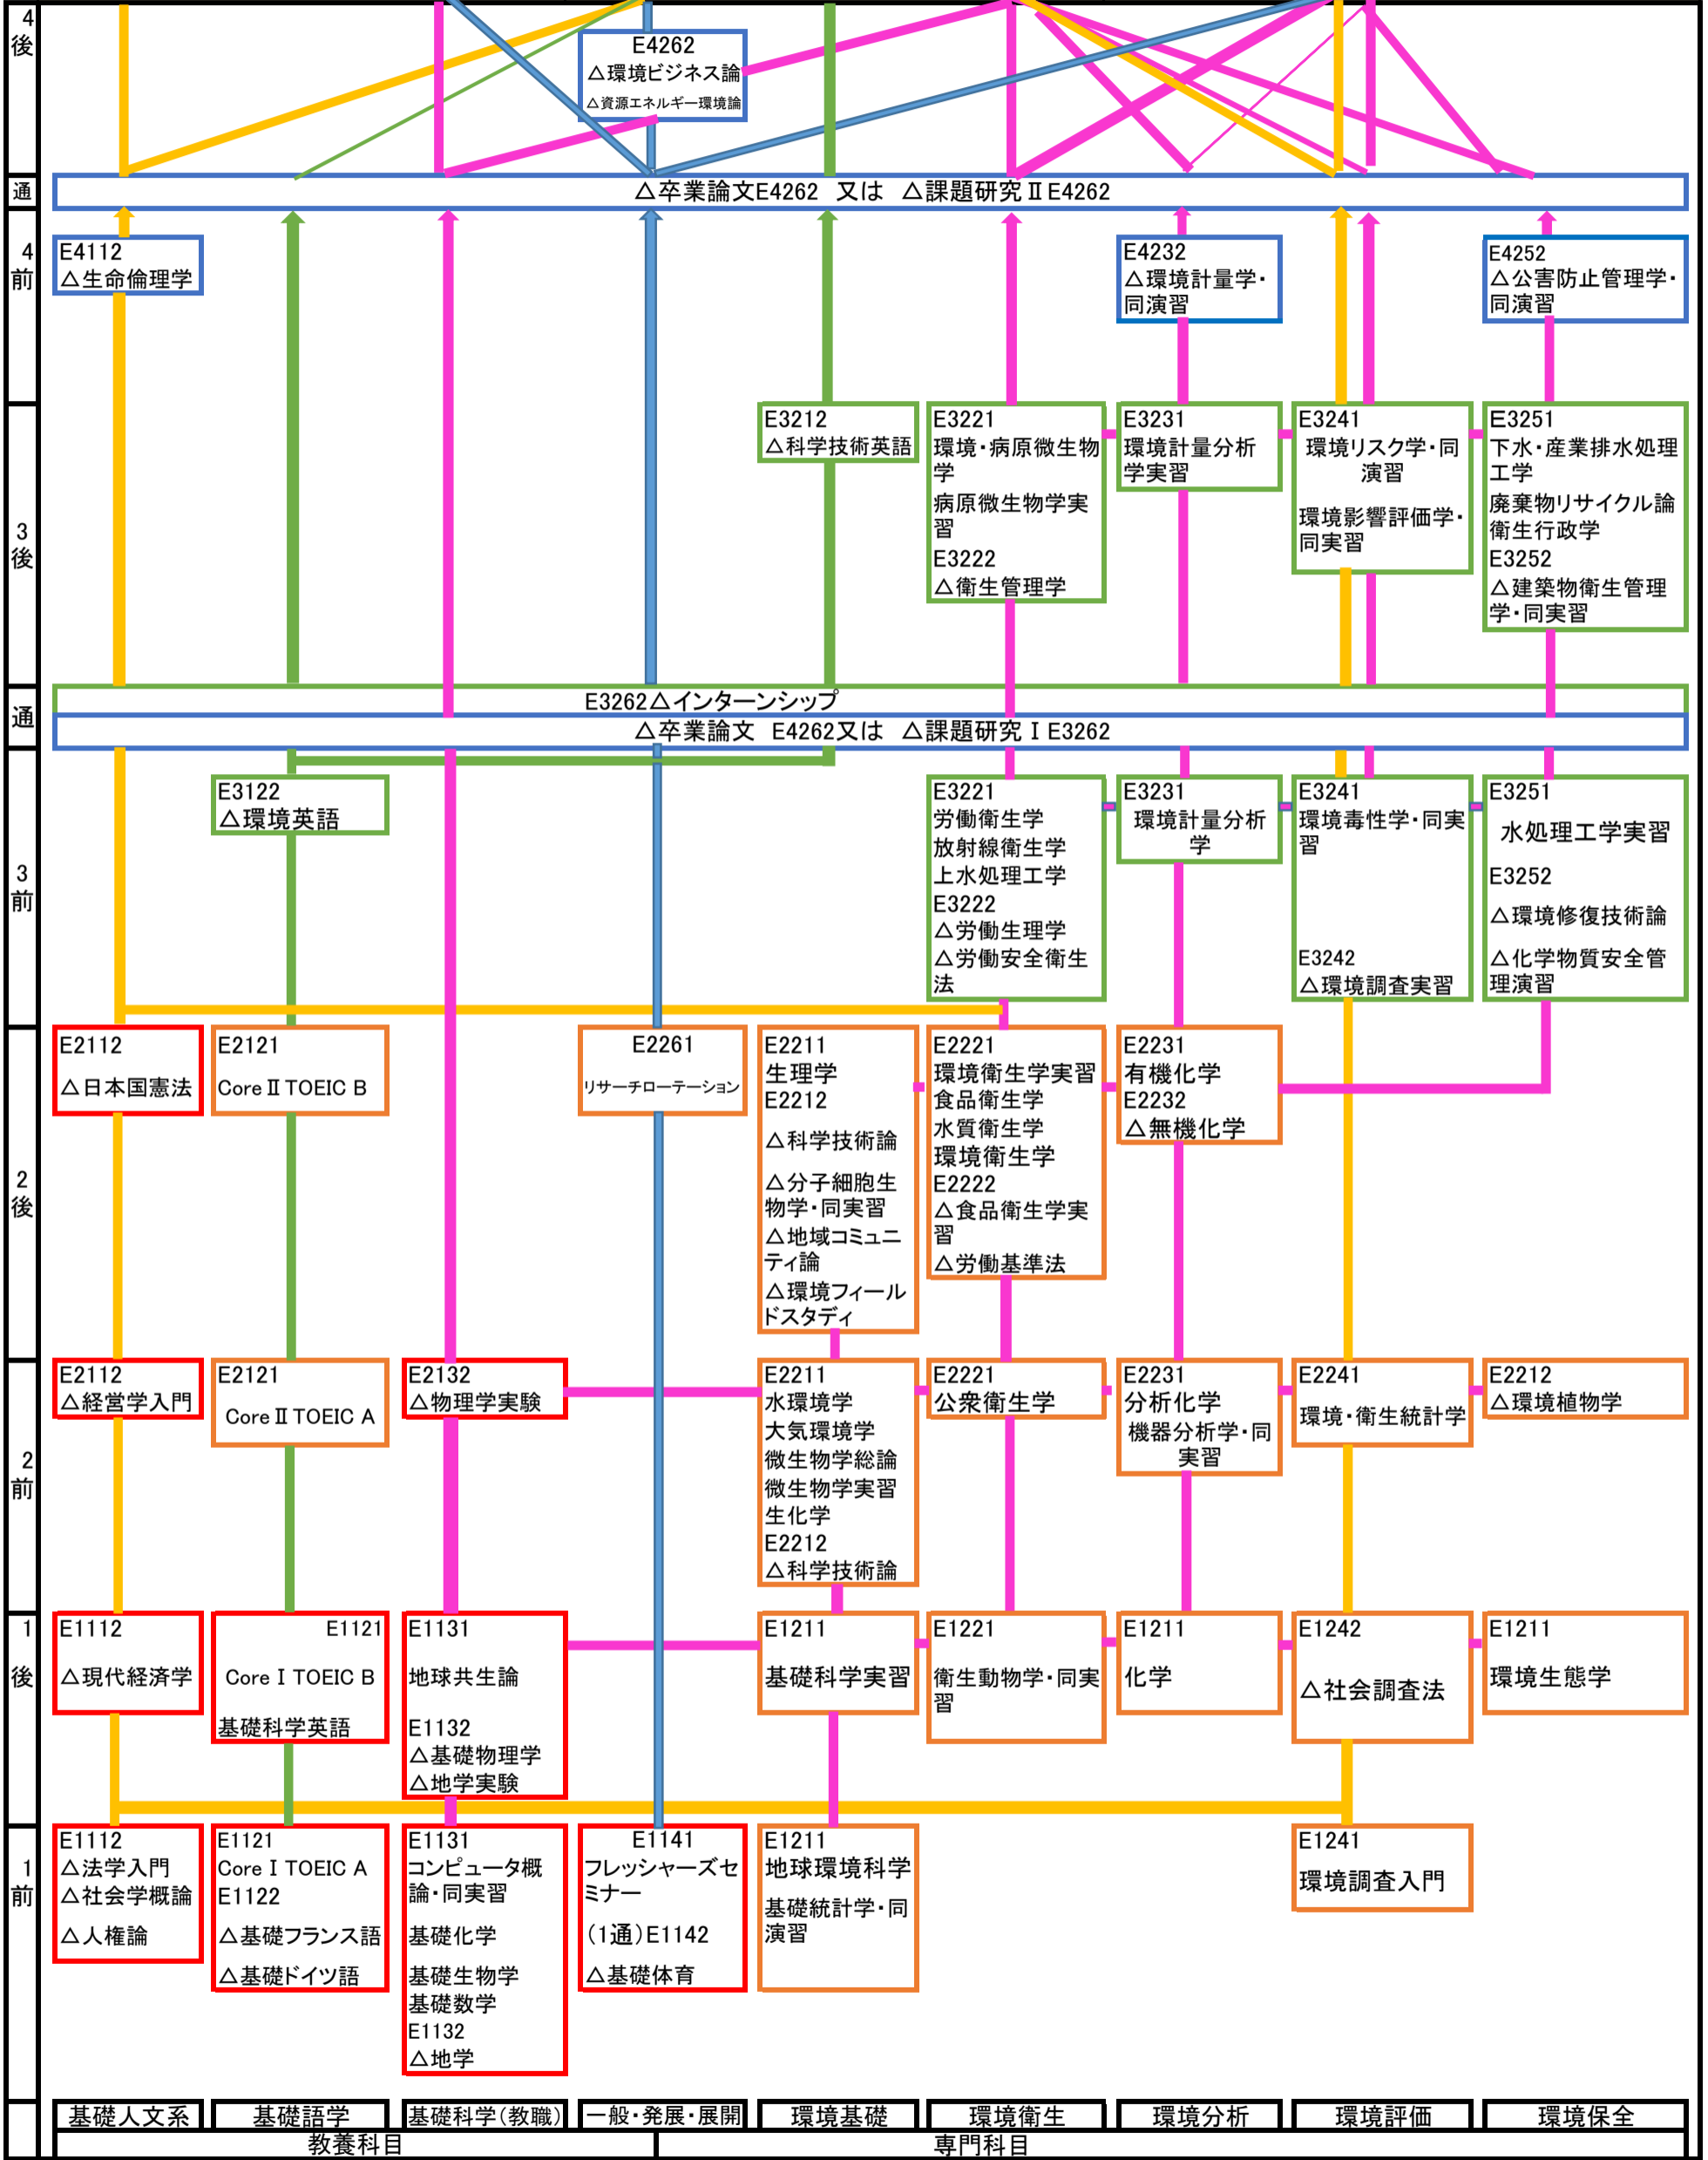 4
後
E4262
△環境ビジネス論
△資源エネルギー環境論
通
△卒業論文E4262　又は　△課題研究Ⅱ E4262
4
前
E4112
△生命倫理学
E4232
△環境計量学・
同演習
E4252
△公害防止管理学・
同演習
3
後
E3212
△科学技術英語
E3221
環境・病原微生物
学
病原微生物学実
習
E3222
△衛生管理学
E3231
環境計量分析
学実習
E3241
環境リスク学・同
演習
環境影響評価学・
同実習
E3251
下水・産業排水処理
工学
廃棄物リサイクル論
衛生行政学
E3252
△建築物衛生管理
学・同実習
通
E3262△インターンシップ
△卒業論文　E4262又は　△課題研究Ⅰ E3262
3
前
E3122
△環境英語
E3221
労働衛生学
放射線衛生学
上水処理工学
E3222
△労働生理学
△労働安全衛生
法
E3231
環境計量分析
学
E3241
環境毒性学・同実
習
E3242
△環境調査実習
E3251
水処理工学実習
E3252
△環境修復技術論
△化学物質安全管
理演習
2
後
E2112
△日本国憲法
E2121
CoreⅡTOEIC B
E2261
リサーチローテーション
E2211
生理学
E2212
△科学技術論
△分子細胞生
物学・同実習
△地域コミュニ
ティ論
△環境フィール
ドスタディ
E2221
環境衛生学実習
食品衛生学
水質衛生学
環境衛生学
E2222
△食品衛生学実
習
△労働基準法
E2231
有機化学
E2232
△無機化学
2
前
E2112
△経営学入門
E2121
CoreⅡTOEIC A
E2132
△物理学実験
E2211
水環境学
大気環境学
微生物学総論
微生物学実習
生化学
E2212
△科学技術論
E2221
公衆衛生学
E2231
分析化学
機器分析学・同
実習
E2241
環境・衛生統計学
E2212
△環境植物学
1
後
E1112
△現代経済学
E1121
CoreⅠTOEIC B
基礎科学英語
E1131
地球共生論
E1132
△基礎物理学
△地学実験
E1211
基礎科学実習
E1221
衛生動物学・同実
習
E1211
化学
E1242
△社会調査法
E1211
環境生態学
1
前
E1112
△法学入門
△社会学概論
△人権論
E1121
CoreⅠTOEIC A
E1122
△基礎フランス語
△基礎ドイツ語
E1131
コンピュータ概
論・同実習
基礎化学
基礎生物学
基礎数学
E1132
△地学
E1141
フレッシャーズセ
ミナー
(1通)E1142
△基礎体育
E1211
地球環境科学
基礎統計学・同
演習
E1241
環境調査入門
基礎人文系　基礎語学　基礎科学(教職)　一般・発展・展開　環境基礎　環境衛生　環境分析　環境評価　環境保全
教養科目　専門科目